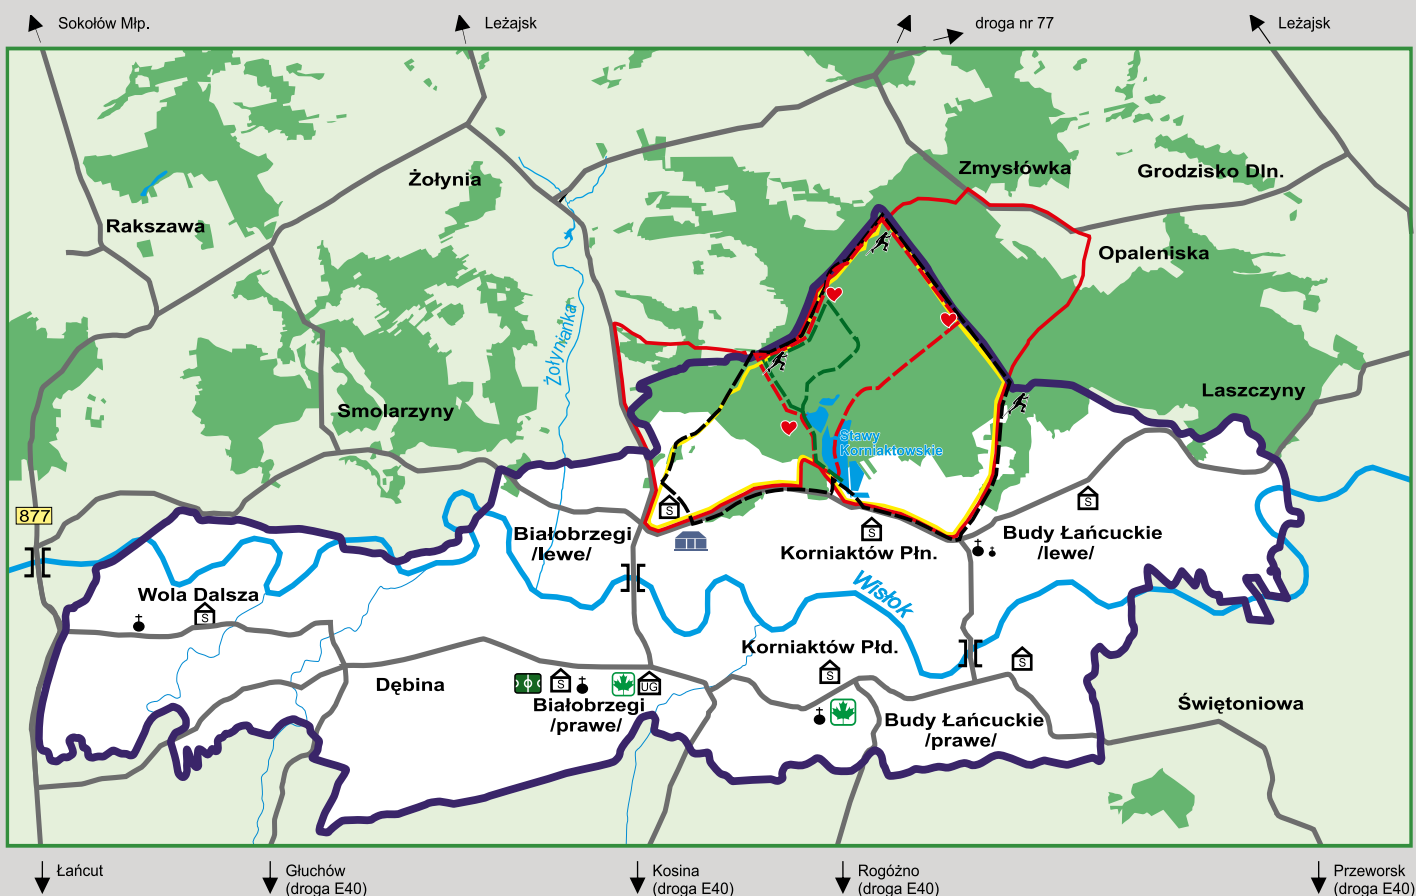 Sokołów Młp.
Leżajsk
droga nr 77
Leżajsk
Żołynia
Zmysłówka
Grodzisko Dln.
Rakszawa
Opaleniska
Żołynianka
Smolarzyny
Laszczyny
Stawy
Korniaktowskie
877
S
S
Białobrzegi
/lewe/
S
Korniaktów Płn.
Budy Łańcuckie
/lewe/
Wola Dalsza
S
Wisłok
Korniaktów Płd.
S
S
Dębina
S
UG
Białobrzegi
/prawe/
Budy Łańcuckie
/prawe/
Świętoniowa
Łańcut
Głuchów
(droga E40)
Kosina
(droga E40)
Rogóżno
(droga E40)
Przeworsk
(droga E40)